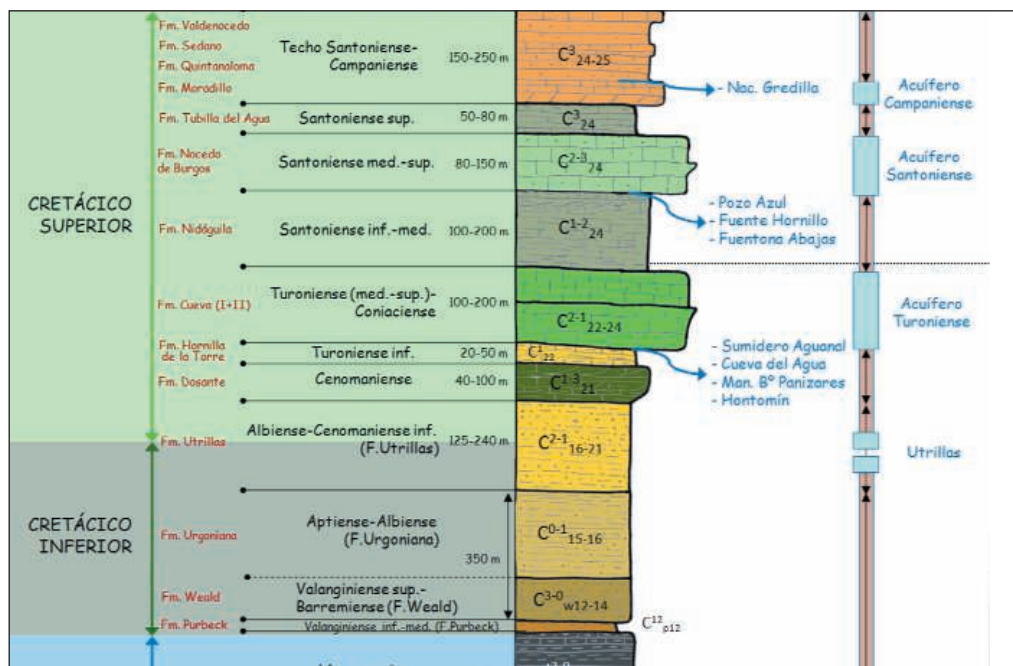 Fm. Valdenocedo
Fm. Sedano
Fm. Quintanaloma
Fm. Moradillo
Techo Santoniense-
Campaniense
150-250 m
C³24-25
- Nac. Gredilla
Acuífero
Campaniense
Fm. Tubilla del Agua
Santoniense sup.
50-80 m
C³24
Fm. Nocedo
de Burgos
Santoniense med.-sup.
80-150 m
C²⁻³24
Acuífero
Santoniense
- Pozo Azul
- Fuente Hornillo
- Fuentona Abajas
CRETÁCICO
SUPERIOR
Fm. Nidáguila
Santoniense inf.-med.
100-200 m
C¹⁻²24
Fm. Cueva (I+II)
Turoniense (med.-sup.)-
Coniaciense
100-200 m
C²⁻¹22-24
Acuífero
Turoniense
Fm. Hornilla
de la Torre
Turoniense inf.
20-50 m
C¹22
- Sumidero Aguanal
- Cueva del Agua
- Man. Bº Panizares
- Hontomín
Fm. Dosante
Cenomaniense
40-100 m
C¹⁻³21
Fm. Utrillas
Albiense-Cenomaniense inf.
(F.Utrillas)
125-240 m
C²⁻¹16-21
Utrillas
CRETÁCICO
INFERIOR
Fm. Urgoniana
Aptiense-Albiense
(F.Urgoniana)
350 m
C⁰⁻¹15-16
Fm. Weald
Valanginiense sup.-
Barremiense (F.Weald)
C³⁻⁰w12-14
Fm. Purbeck
Valanginiense inf-med. (F.Purbeck)
C¹²p12